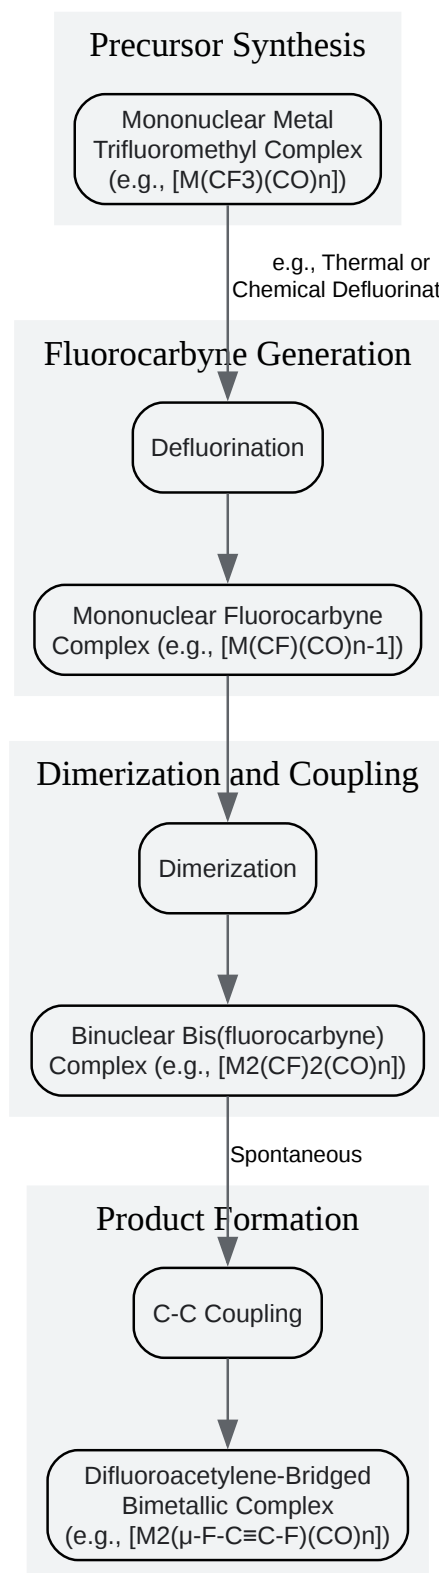 Precursor Synthesis
Mononuclear Metal
Trifluoromethyl Complex
(e.g., [M(CF3)(CO)n])
e.g., Thermal or
Chemical Defluorinat
Fluorocarbyne Generation
Defluorination
Mononuclear Fluorocarbyne
Complex (e.g., [M(CF)(CO)n-1])
Dimerization and Coupling
Dimerization
Binuclear Bis(fluorocarbyne)
Complex (e.g., [M2(CF)2(CO)n])
Spontaneous
Product Formation
C-C Coupling
Difluoroacetylene-Bridged
Bimetallic Complex
(e.g., [M2(μ-F-C≡C-F)(CO)n])